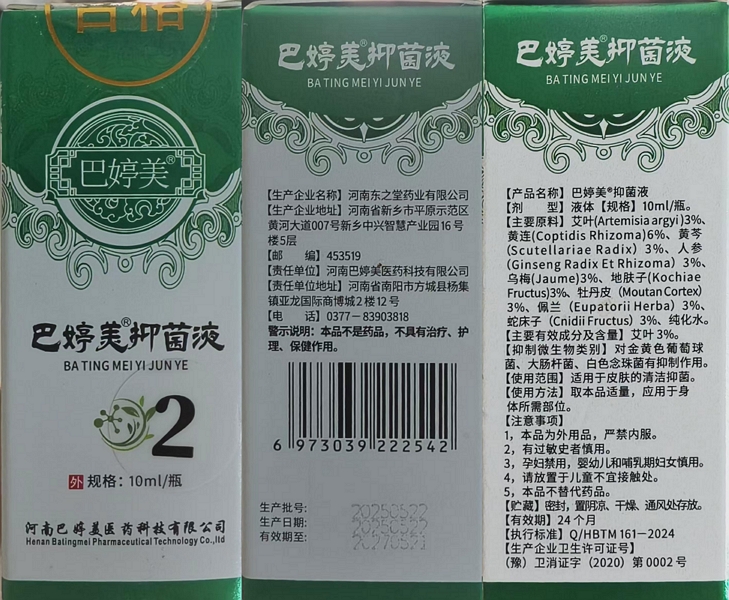 合格
巴婷美®
巴婷美®抑菌液
BA TING MEI YI JUN YE
2
外 规格：10ml/瓶
河南巴婷美医药科技有限公司
Henan Batingmei Pharmaceutical Technology Co.,ltd
巴婷美®抑菌液
BA TING MEI YI JUN YE
【生产企业名称】河南东之堂药业有限公司
【生产企业地址】河南省新乡市平原示范区
黄河大道007号新乡中兴智慧产业园16号
楼5层
【邮　　编】453519
【责任单位】河南巴婷美医药科技有限公司
【责任单位地址】河南省南阳市方城县杨集
镇亚龙国际商博城2楼12号
【电　　话】0377－83903818
警示说明：本品不是药品，不具有治疗、护
理、保健作用。
6 973039 222542
生产批号：20250522
生产日期：20250522
有效期至：20270521
巴婷美®抑菌液
BA TING MEI YI JUN YE
【产品名称】巴婷美®抑菌液
【剂　　型】液体【规格】10ml/瓶。
【主要原料】艾叶(Artemisia argyi)3%、
黄连(Coptidis Rhizoma)6%、黄芩
(Scutellariae Radix）3%、人参
(Ginseng Radix Et Rhizoma）3%、
乌梅(Jaume)3%、地肤子(Kochiae
Fructus)3%、牡丹皮（Moutan Cortex）
3%、佩兰（Eupatorii Herba）3%、
蛇床子（Cnidii Fructus）3%、纯化水。
【主要有效成分及含量】艾叶3%。
【抑制微生物类别】对金黄色葡萄球
菌、大肠杆菌、白色念珠菌有抑制作用。
【使用范围】适用于皮肤的清洁抑菌。
【使用方法】取本品适量，应用于身
体所需部位。
【注意事项】
1，本品为外用品，严禁内服。
2，有过敏史者慎用。
3，孕妇禁用，婴幼儿和哺乳期妇女慎用。
4，请放置于儿童不宜接触处。
5，本品不替代药品。
【贮藏】密封，置阴凉、干燥、通风处存放。
【有效期】24个月
【执行标准】Q/HBTM 161－2024
【生产企业卫生许可证号】
（豫）卫消证字（2020）第0002号